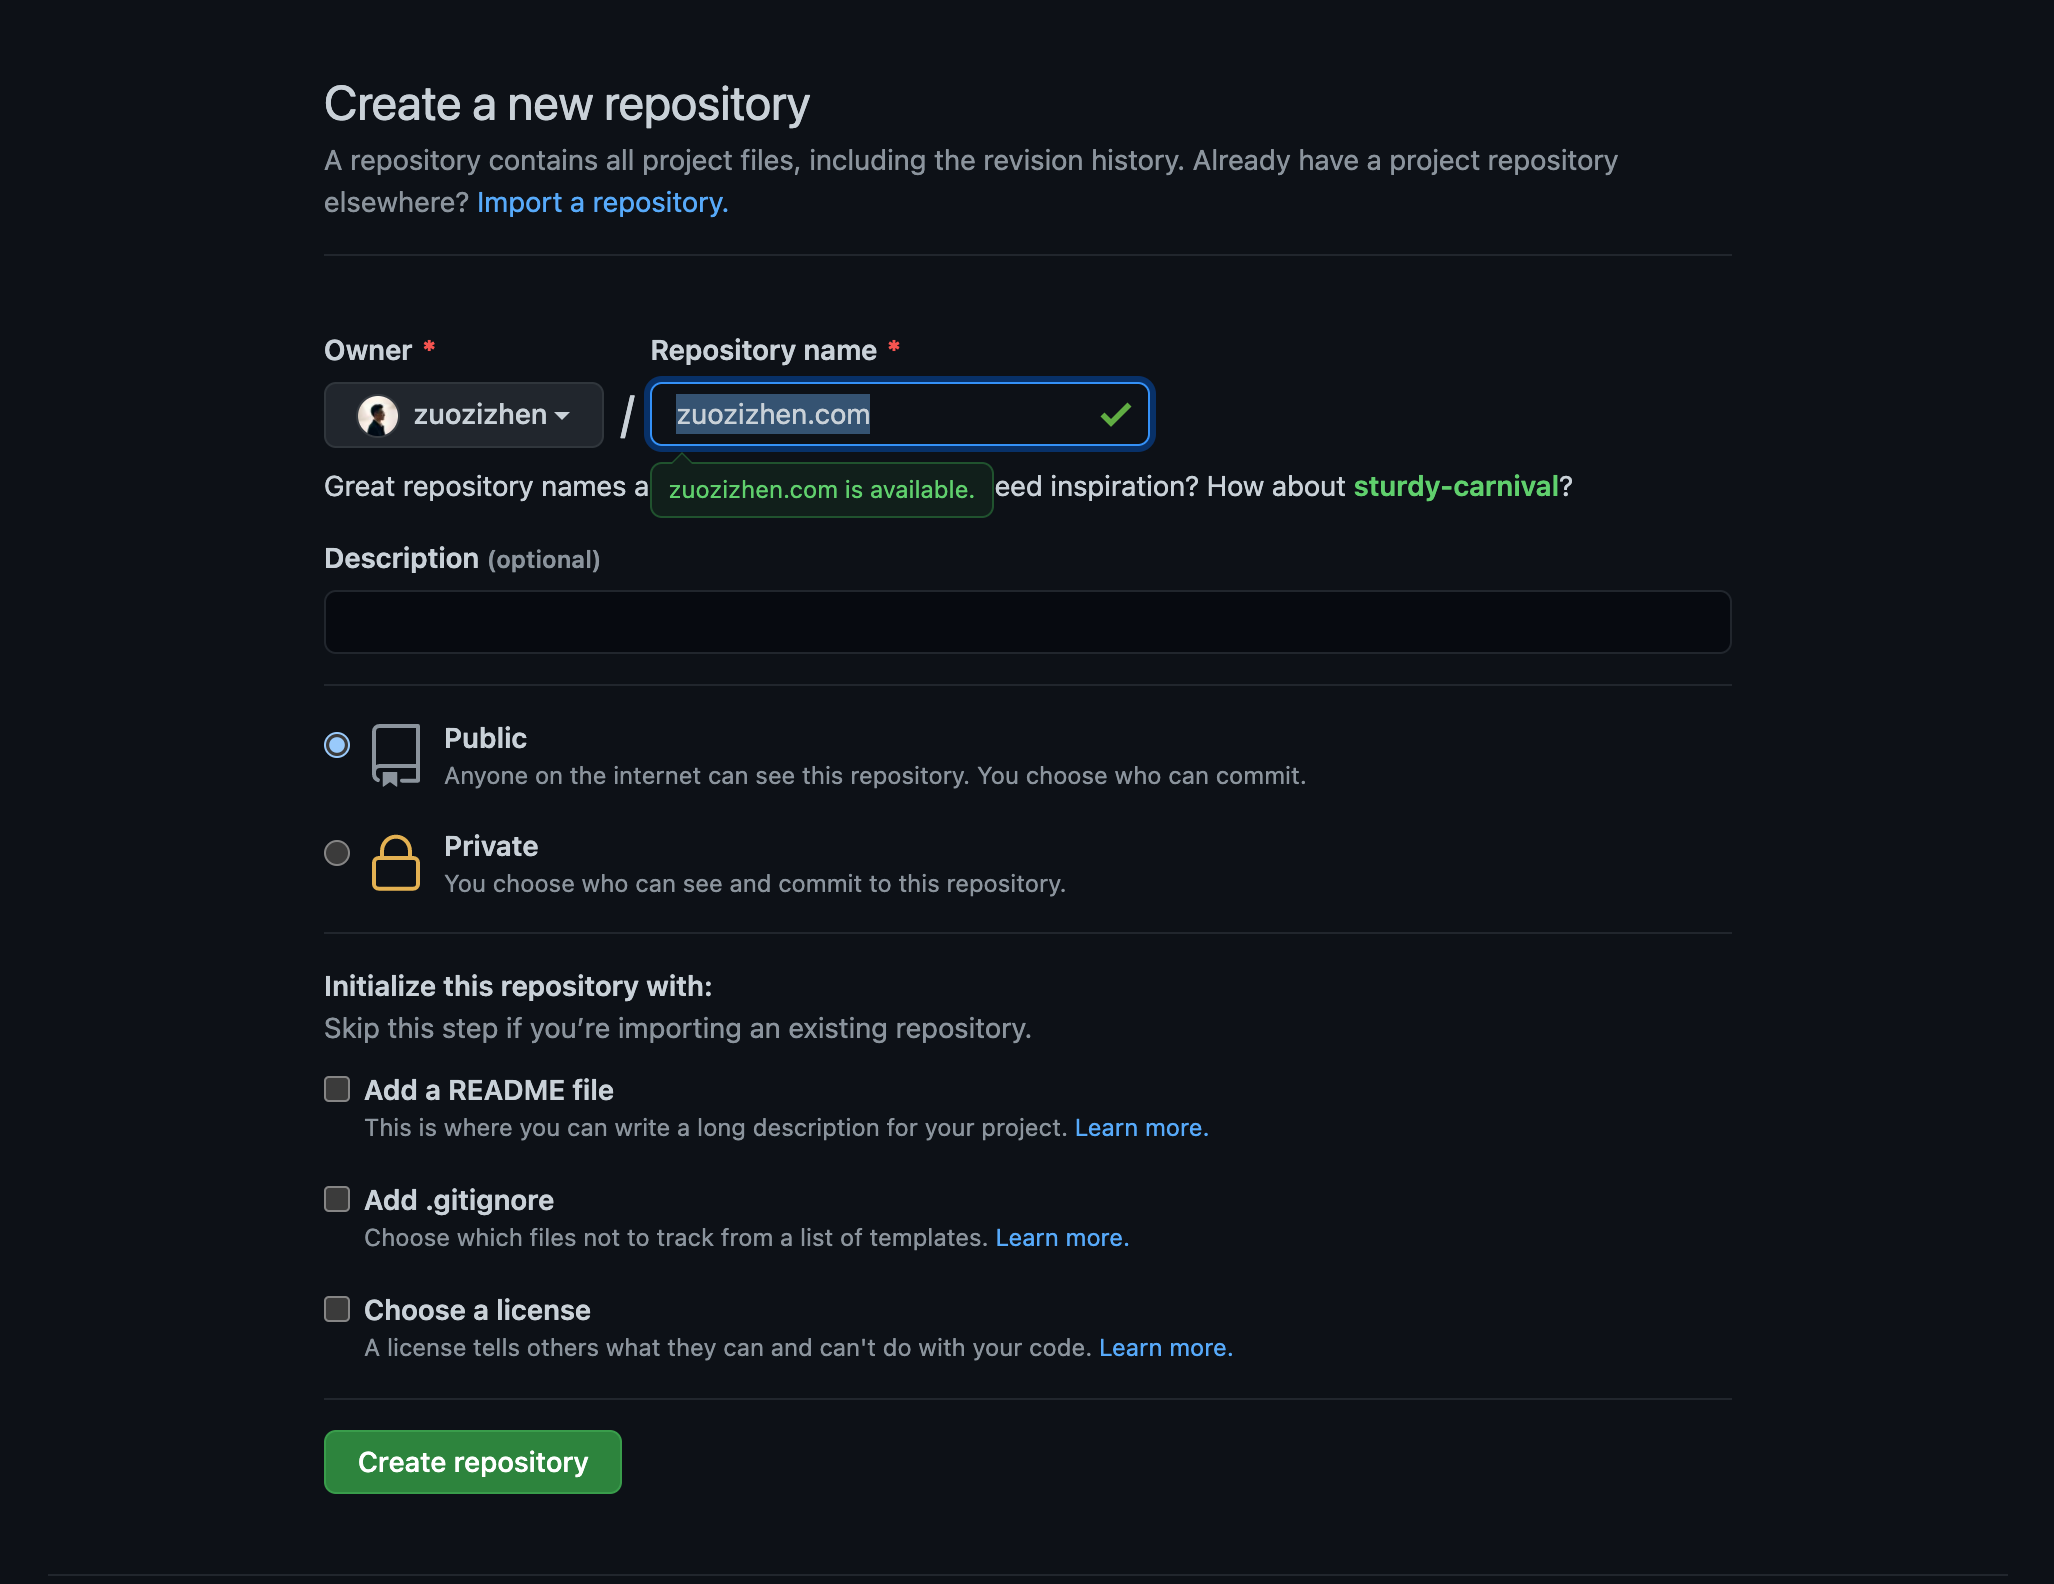 Create a new repository
A repository contains all project files, including the revision history. Already have a project repository
elsewhere? Import a repository.
Owner * Repository name *
zuozizhen / zuozizhen.com
Great repository names a
zuozizhen.com is available.
eed inspiration? How about sturdy-carnival?
Description (optional)
Public
Anyone on the internet can see this repository. You choose who can commit.
Private
You choose who can see and commit to this repository.
Initialize this repository with:
Skip this step if you’re importing an existing repository.
Add a README file
This is where you can write a long description for your project. Learn more.
Add .gitignore
Choose which files not to track from a list of templates. Learn more.
Choose a license
A license tells others what they can and can't do with your code. Learn more.
Create repository